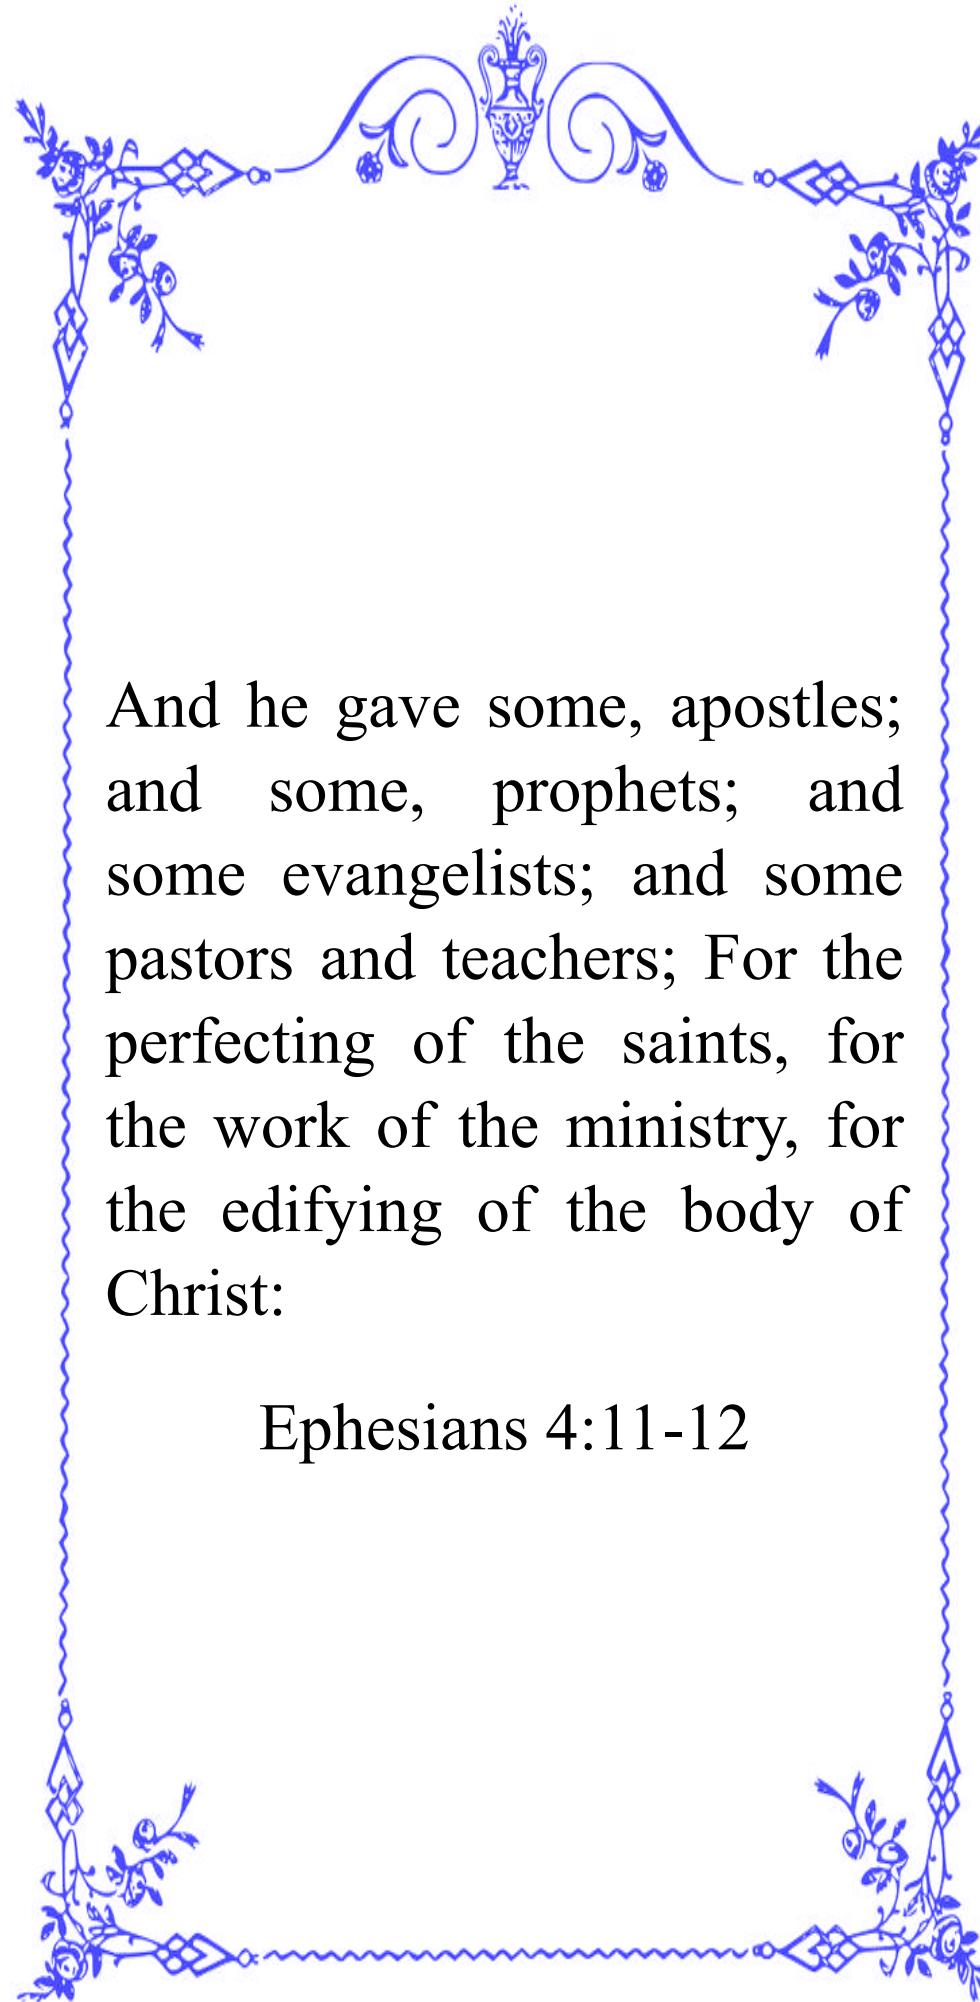 And he gave some, apostles;
and some, prophets; and
some evangelists; and some
pastors and teachers; For the
perfecting of the saints, for
the work of the ministry, for
the edifying of the body of
Christ:
Ephesians 4:11-12